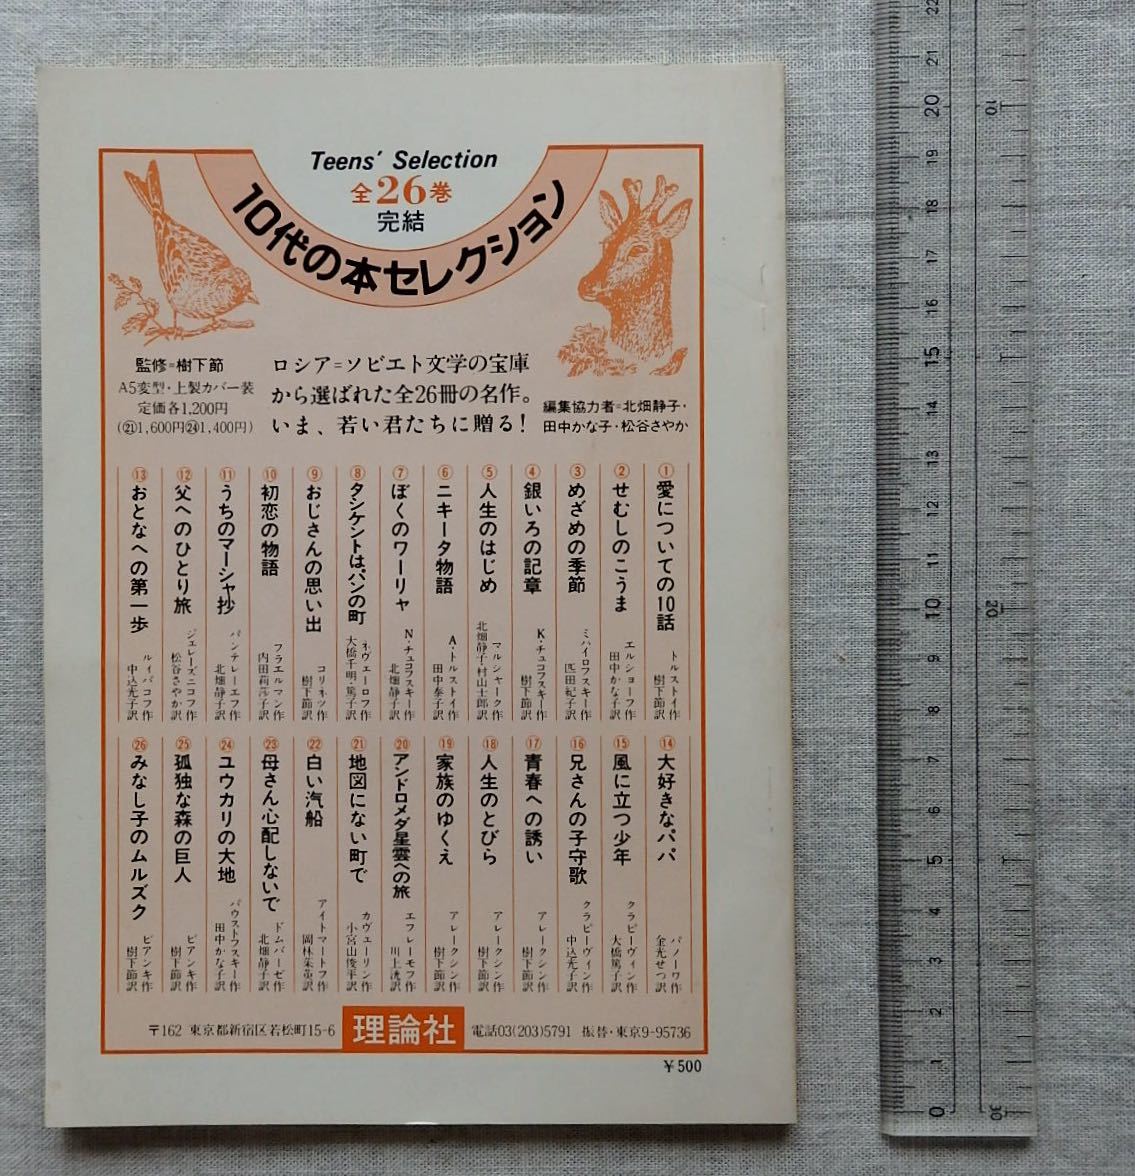 Teens' Selection
全26巻
完結
10代の本セレクション
監修=樹下節
A5変型・上製カバー装
定価各1,200円
(㉑1,600円㉔1,400円)
ロシア=ソビエト文学の宝庫
から選ばれた全26冊の名作。
いま、若い君たちに贈る!
編集協力者=北畑静子・
田中かな子・松谷さやか
①愛についての10話 トルストイ作 樹下節訳
②せむしのこうま エルショーフ作 田中かな子訳
③めざめの季節 ミハイロフスキー作 匹田紀子訳
④銀いろの記章 K・チュコフスキー作 樹下節訳
⑤人生のはじめ マルシャーク作 北畑静子・村山士郎訳
⑥ニキータ物語 A・トルストイ作 田中泰子訳
⑦ぼくのワーリャ N・チュコフスキー作 北畑静子訳
⑧タシケントはパンの町 ネヴェーロフ作 大橋千明・篤子訳
⑨おじさんの思い出 コリネッツ作 樹下節訳
⑩初恋の物語 フラエルマン作 内田莉莎子訳
⑪うちのマーシャ抄 パンテレーエフ作 北畑静子訳
⑫父へのひとり旅 ジェレーズニコフ作 松谷さやか訳
⑬おとなへの第一歩 ルイバコフ作 中込光子訳
⑭大好きなパパ パノーワ作 金光せつ訳
⑮風に立つ少年 クラピーヴィン作 大橋篤子訳
⑯兄さんの子守歌 クラピーヴィン作 中込光子訳
⑰青春への誘い アレークシン作 樹下節訳
⑱人生のとびら アレークシン作 樹下節訳
⑲家族のゆくえ アレークシン作 樹下節訳
⑳アンドロメダ星雲への旅 エフレーモフ作 川上洸訳
㉑地図にない町で カヴェーリン作 小宮山俊平訳
㉒白い汽船 アイトマートフ作 岡林茱萸訳
㉓母さん心配しないで ドムバーゼ作 北畑静子訳
㉔ユウカリの大地 パウストフスキー作 田中かな子訳
㉕孤独な森の巨人 ビアンキ作 樹下節訳
㉖みなし子のムルズク ビアンキ作 樹下節訳
〒162 東京都新宿区若松町15-6 理論社 電話03(203)5791 振替・東京9-95736
¥500
22
21
20
19
18
17
16
15
14
13
12
11
10
9
8
7
6
5
4
3
2
1
0
10
20
30